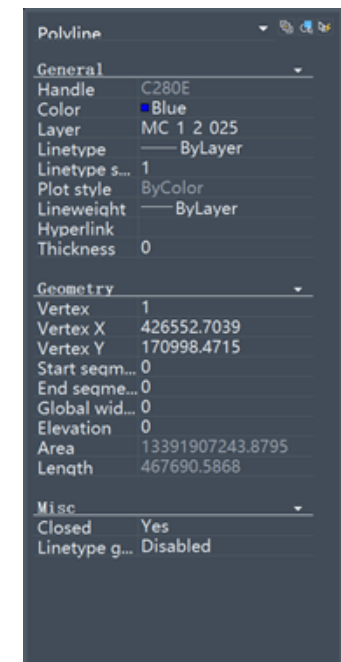 Polyline
General
Handle C280E
Color Blue
Layer MC 1 2 025
Linetype ByLayer
Linetype s... 1
Plot style ByColor
Lineweight ByLayer
Hyperlink
Thickness 0
Geometry
Vertex 1
Vertex X 426552.7039
Vertex Y 170998.4715
Start segm... 0
End segme... 0
Global wid... 0
Elevation 0
Area 13391907243.8795
Length 467690.5868
Misc
Closed Yes
Linetype g... Disabled